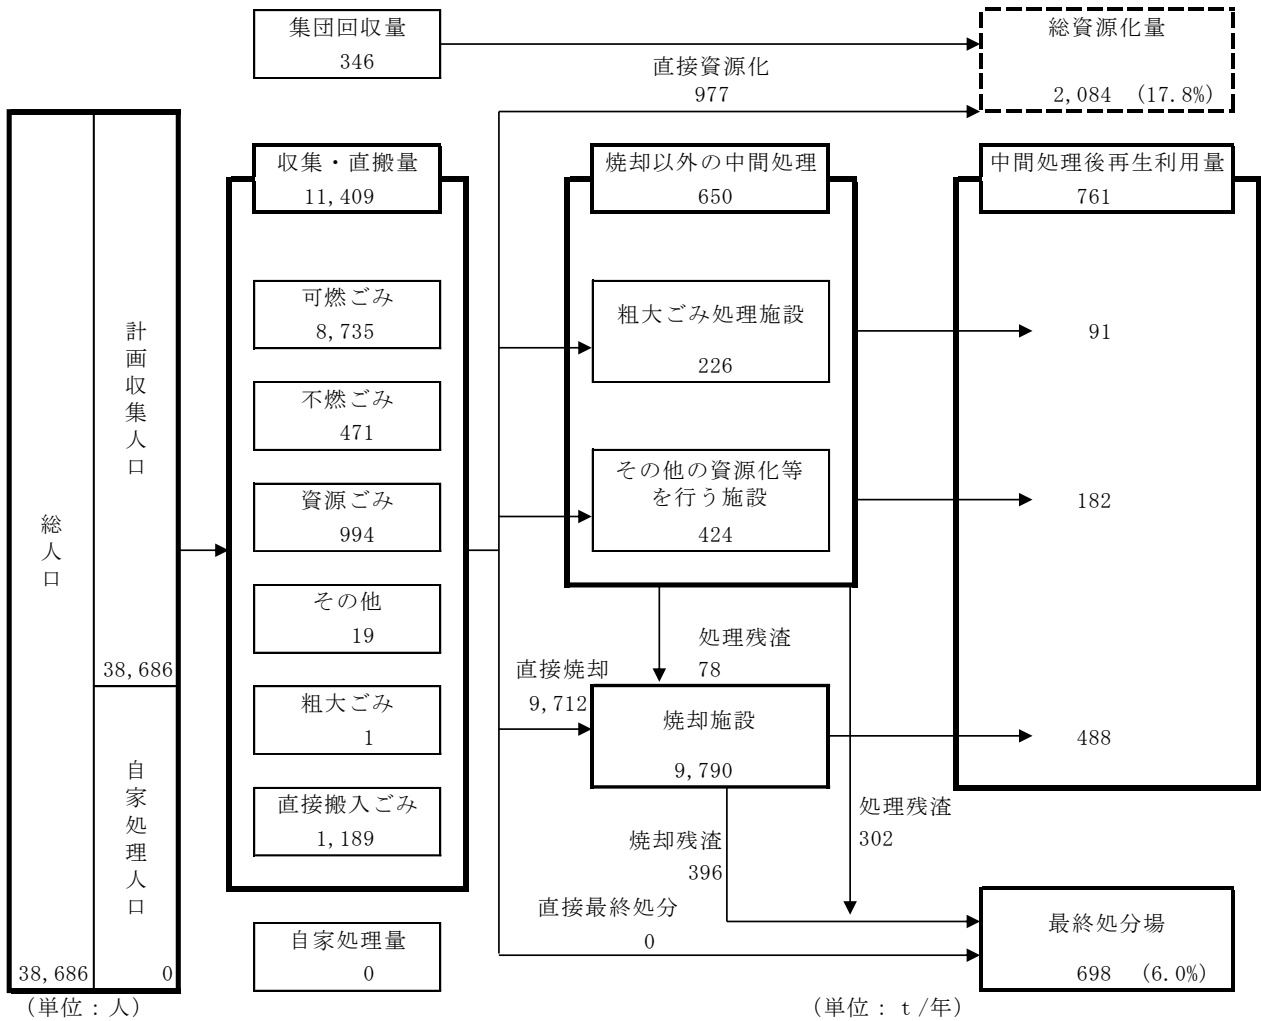 集団回収量
346
総資源化量
2,084 (17.8%)
直接資源化
977
収集・直搬量
11,409
焼却以外の中間処理
650
中間処理後再生利用量
761
可燃ごみ
8,735
不燃ごみ
471
資源ごみ
994
その他
19
粗大ごみ
1
直接搬入ごみ
1,189
自家処理量
0
粗大ごみ処理施設
226
その他の資源化等
を行う施設
424
91
182
488
総人口
38,686
計画収集人口
38,686
自家処理人口
0
処理残渣
78
直接焼却
9,712
焼却施設
9,790
処理残渣
302
焼却残渣
396
直接最終処分
0
最終処分場
698 (6.0%)
(単位:人)
(単位:t/年)